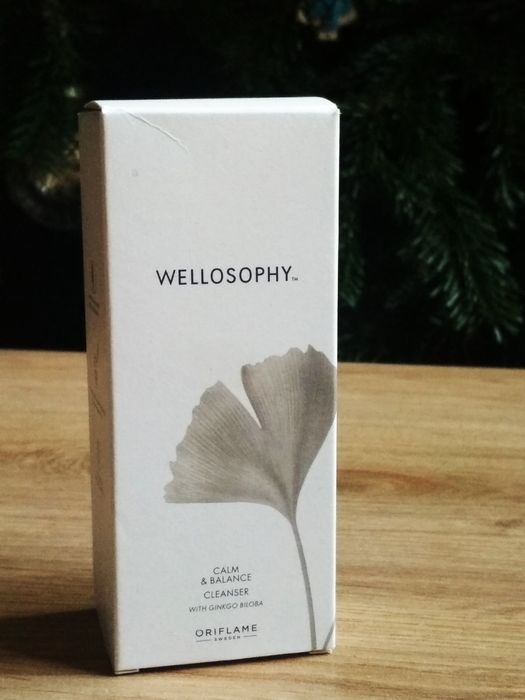 WELLOSOPHY™
CALM
& BALANCE
CLEANSER
WITH GINKGO BILOBA
ORIFLAME
SWEDEN